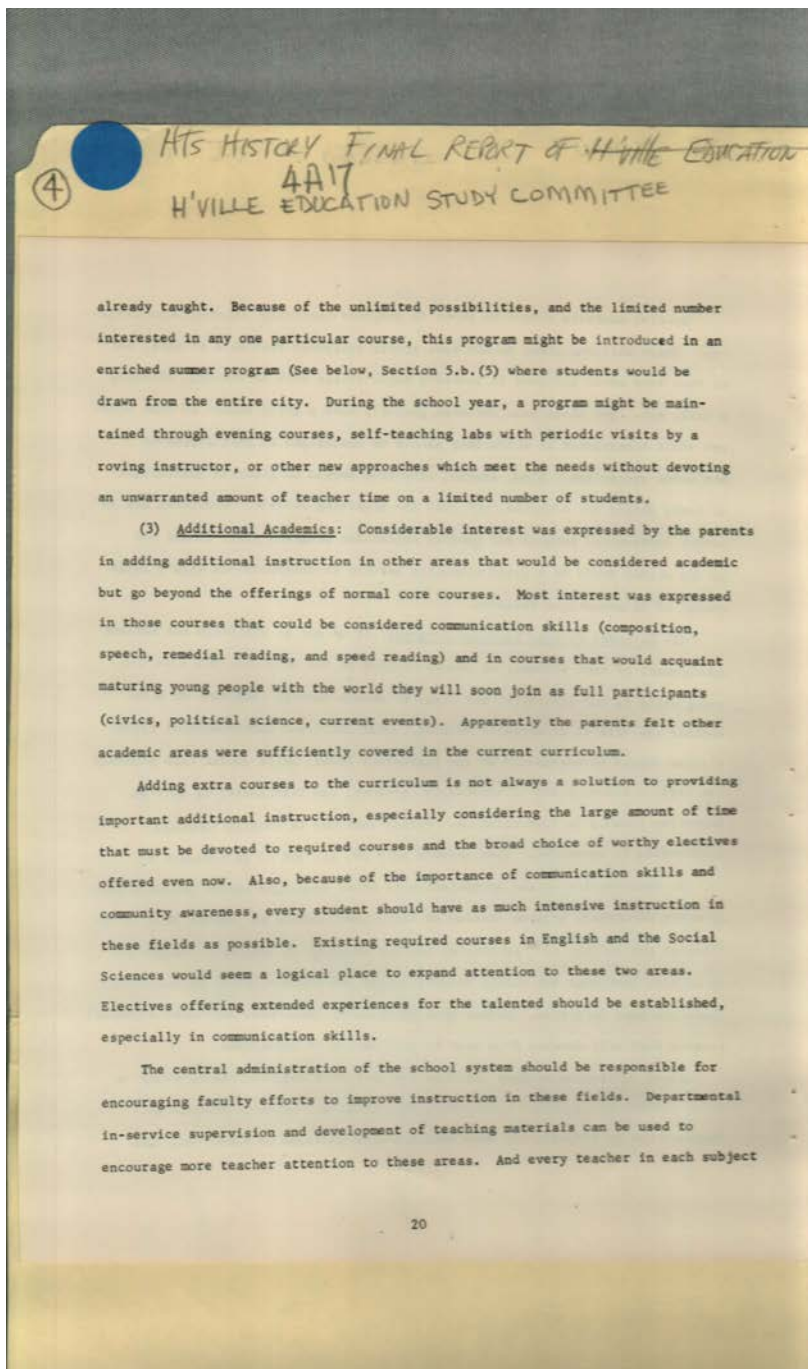 HTS HISTORY FINAL REPORT OF H'VILLE EDUCATION
4A17
④ H'VILLE EDUCATION STUDY COMMITTEE
already taught. Because of the unlimited possibilities, and the limited number
interested in any one particular course, this program might be introduced in an
enriched summer program (See below, Section 5.b.(5) where students would be
drawn from the entire city. During the school year, a program might be main-
tained through evening courses, self-teaching labs with periodic visits by a
roving instructor, or other new approaches which meet the needs without devoting
an unwarranted amount of teacher time on a limited number of students.
(3) Additional Academics: Considerable interest was expressed by the parents
in adding additional instruction in other areas that would be considered academic
but go beyond the offerings of normal core courses. Most interest was expressed
in those courses that could be considered communication skills (composition,
speech, remedial reading, and speed reading) and in courses that would acquaint
maturing young people with the world they will soon join as full participants
(civics, political science, current events). Apparently the parents felt other
academic areas were sufficiently covered in the current curriculum.
Adding extra courses to the curriculum is not always a solution to providing
important additional instruction, especially considering the large amount of time
that must be devoted to required courses and the broad choice of worthy electives
offered even now. Also, because of the importance of communication skills and
community awareness, every student should have as much intensive instruction in
these fields as possible. Existing required courses in English and the Social
Sciences would seem a logical place to expand attention to these two areas.
Electives offering extended experiences for the talented should be established,
especially in communication skills.
The central administration of the school system should be responsible for
encouraging faculty efforts to improve instruction in these fields. Departmental
in-service supervision and development of teaching materials can be used to
encourage more teacher attention to these areas. And every teacher in each subject
20